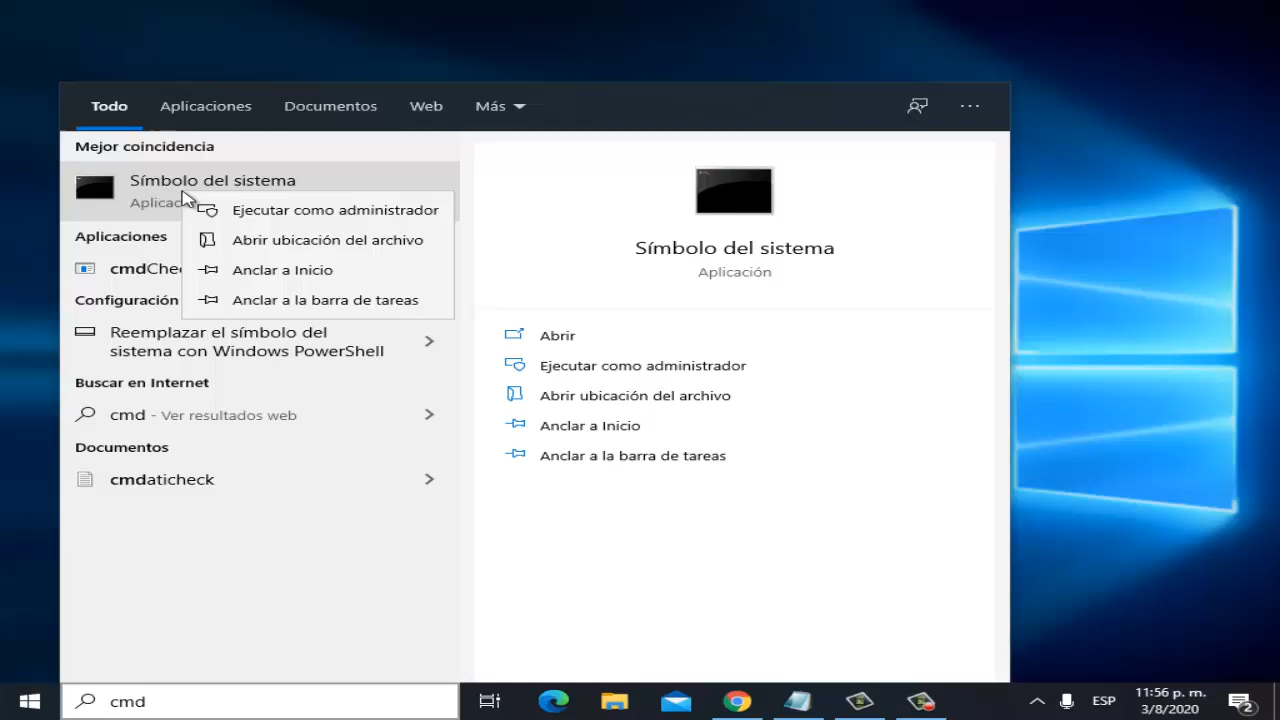 Todo
Aplicaciones
Documentos
Web
Más
Mejor coincidencia
Símbolo del sistema
Ejecutar como administrador
Abrir ubicación del archivo
Anclar a Inicio
Anclar a la barra de tareas
Aplicaciones
Configuración
Reemplazar el símbolo del
sistema con Windows PowerShell
Buscar en Internet
cmd - Ver resultados web
Documentos
cmdaticheck
Símbolo del sistema
Aplicación
Abrir
Ejecutar como administrador
Abrir ubicación del archivo
Anclar a Inicio
Anclar a la barra de tareas
cmd
ESP
11:56 p. m.
3/8/2020
2